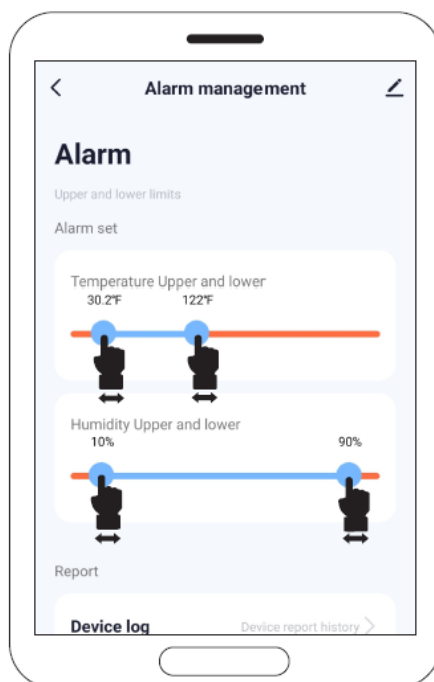 Alarm management
Alarm
Upper and lower limits
Alarm set
Temperature Upper and lower
30.2°F 122°F
Humidity Upper and lower
10% 90%
Report
Device log Device report history